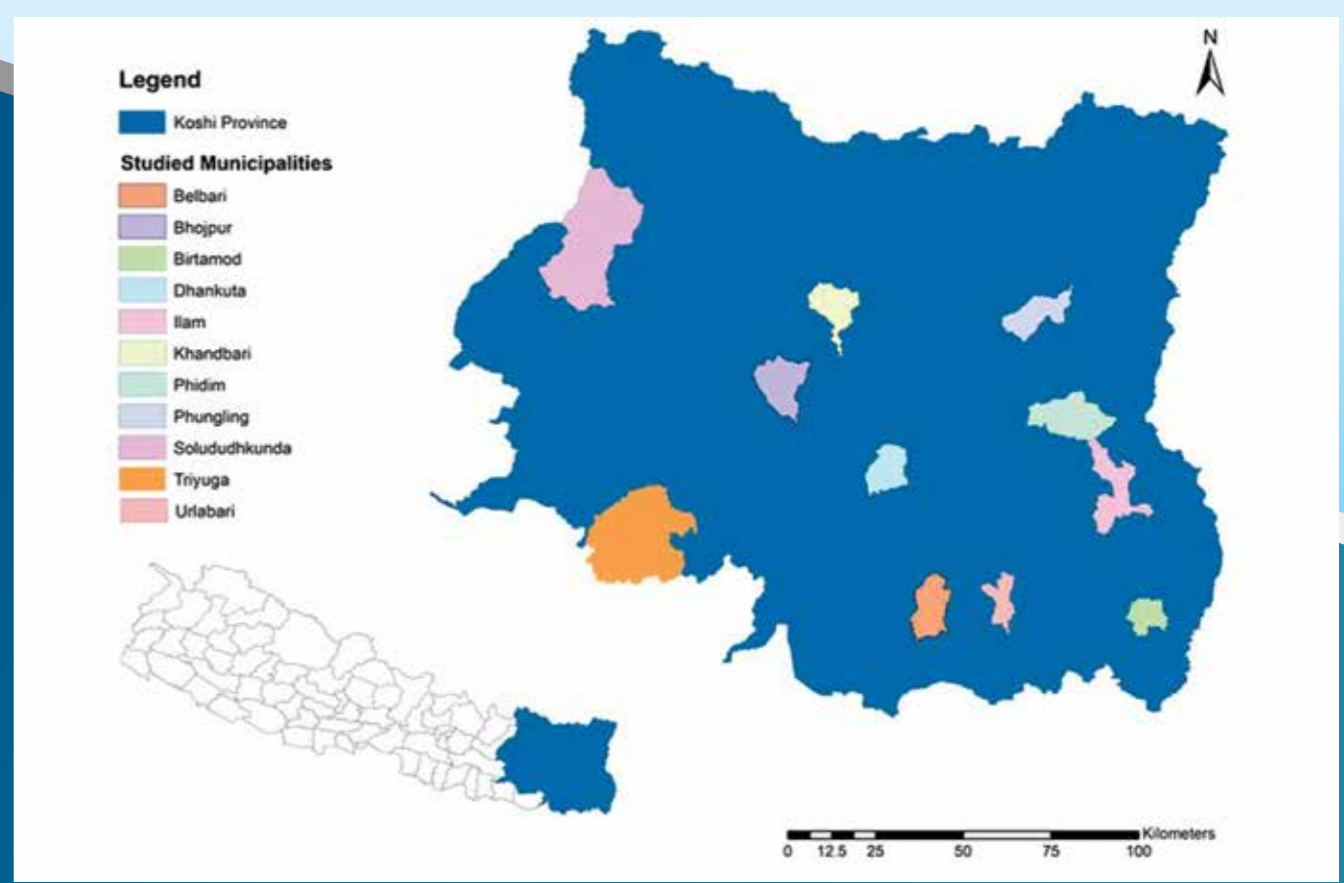 Legend
Koshi Province
Studied Municipalities
Belbari
Bhojpur
Birtamod
Dhankuta
Ilam
Khandbari
Phidim
Phungling
Solududhkunda
Triyuga
Urlabari
N
Kilometers
0 12.5 25 50 75 100